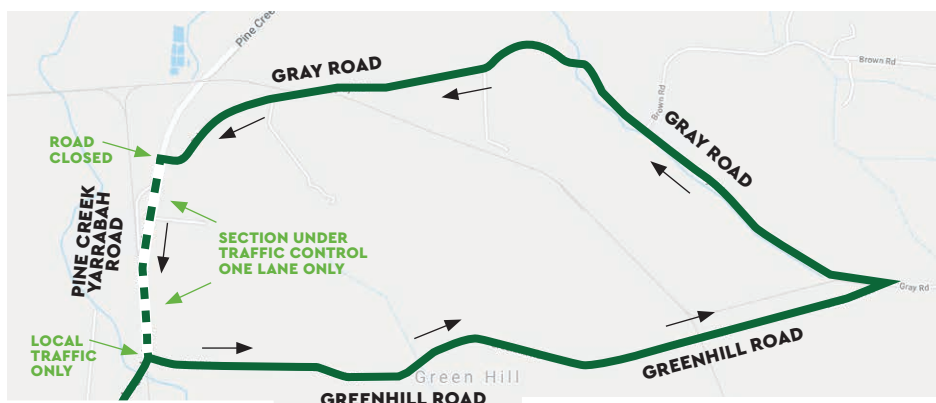 Pine Cree
GRAY ROAD
Brown Rd
Brown Rd
GRAY ROAD
ROAD
CLOSED
PINE CREEK
YARRABAH
ROAD
SECTION UNDER
TRAFFIC CONTROL
ONE LANE ONLY
Gray Rd
LOCAL
TRAFFIC
ONLY
GREENHILL ROAD
Green Hill
GREENHILL ROAD